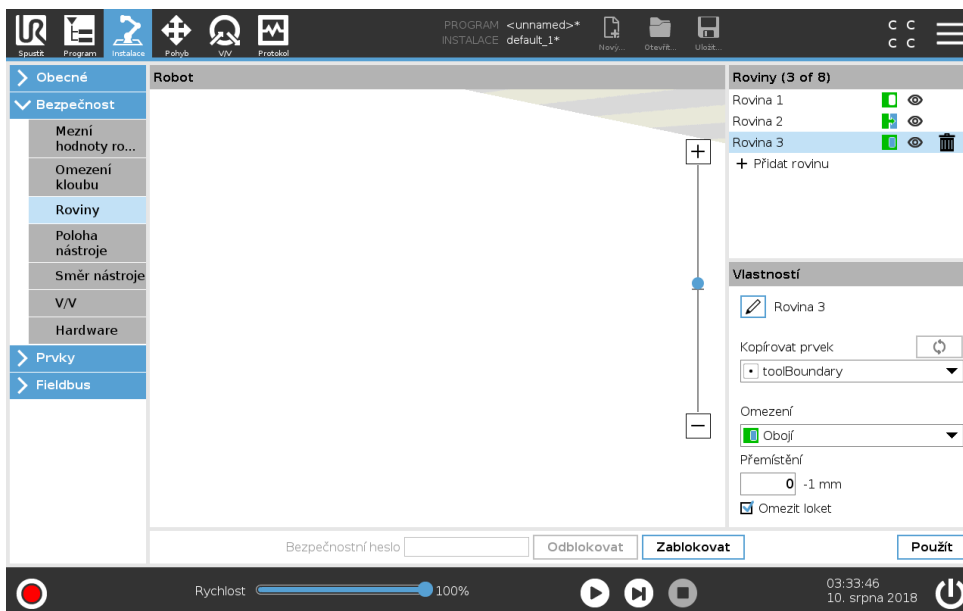 PROGRAM <unnamed>*
INSTALACE default_1*
Spustit Program Instalace Pohyb V/V Protokol
Nový... Otevřít... Uložit...
C C
C C
Obecné
Bezpečnost
Mezní
hodnoty ro...
Omezení
kloubu
Roviny
Poloha
nástroje
Směr nástroje
V/V
Hardware
Prvky
Fieldbus
Robot
Roviny (3 of 8)
Rovina 1
Rovina 2
Rovina 3
Přidat rovinu
Vlastností
Rovina 3
Kopírovat prvek
toolBoundary
Omezení
Obojí
Přemístění
0 -1 mm
Omezit loket
Bezpečnostní heslo Odblokovat Zablokovat Použít
Rychlost 100%
03:33:46
10. srpna 2018